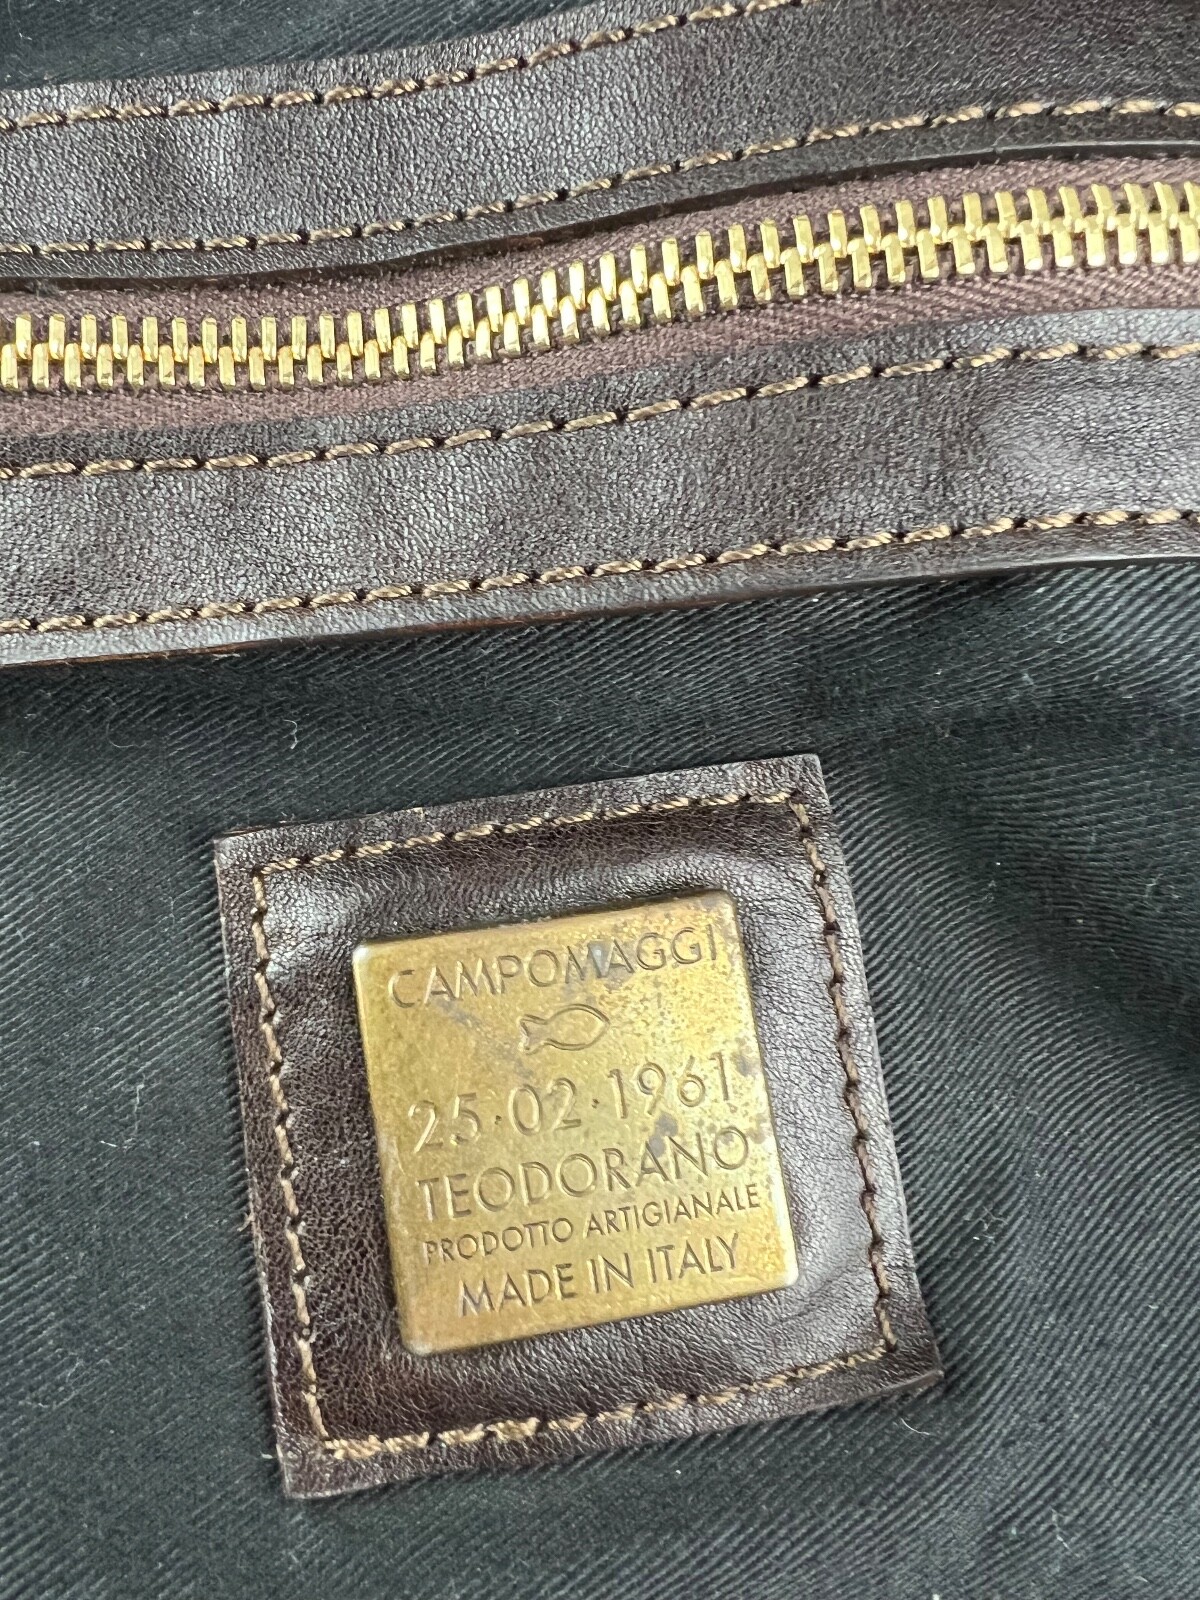 CAMPOMAGGI
25·02·1961
TEODORANO
PRODOTTO ARTIGIANALE
MADE IN ITALY